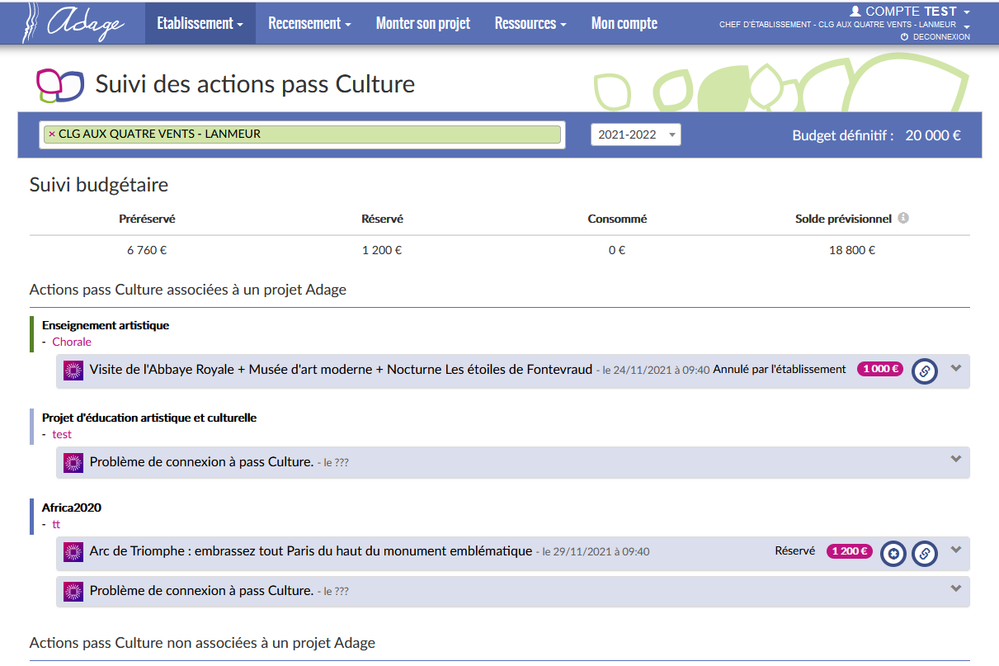 Adage
Etablissement
Recensement
Monter son projet
Ressources
Mon compte
COMPTE TEST
CHEF D'ÉTABLISSEMENT - CLG AUX QUATRE VENTS - LANMEUR
DECONNEXION
Suivi des actions pass Culture
× CLG AUX QUATRE VENTS - LANMEUR
2021-2022
Budget définitif : 20 000 €
Suivi budgétaire
Préréservé Réservé Consommé Solde prévisionnel
6 760 € 1 200 € 0 € 18 800 €
Actions pass Culture associées à un projet Adage
Enseignement artistique
- Chorale
Visite de l'Abbaye Royale + Musée d'art moderne + Nocturne Les étoiles de Fontevraud - le 24/11/2021 à 09:40 Annulé par l'établissement 1 000 €
Projet d'éducation artistique et culturelle
- test
Problème de connexion à pass Culture. - le ???
Africa2020
- tt
Arc de Triomphe : embrassez tout Paris du haut du monument emblématique - le 29/11/2021 à 09:40 Réservé 1 200 €
Problème de connexion à pass Culture. - le ???
Actions pass Culture non associées à un projet Adage